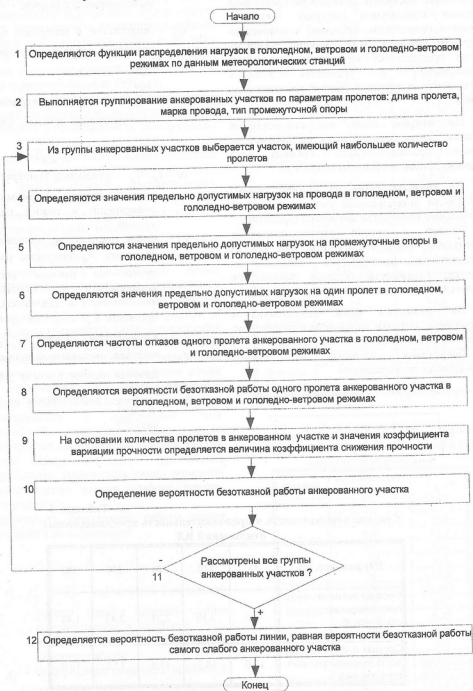 Начало
1 Определяются функции распределения нагрузок в гололедном, ветровом и гололедно-ветровом
режимах по данным метеорологических станций
2 Выполняется группирование анкерованных участков по параметрам пролетов: длина пролета,
марка провода, тип промежуточной опоры
3 Из группы анкерованных участков выбирается участок, имеющий наибольшее количество
пролетов
4 Определяются значения предельно допустимых нагрузок на провода в гололедном, ветровом и
гололедно-ветровом режимах
5 Определяются значения предельно допустимых нагрузок на промежуточные опоры в
гололедном, ветровом и гололедно-ветровом режимах
6 Определяются значения предельно допустимых нагрузок на один пролет в гололедном,
ветровом и гололедно-ветровом режимах
7 Определяются частоты отказов одного пролета анкерованного участка в гололедном, ветровом
и гололедно-ветровом режимах
8 Определяются вероятности безотказной работы одного пролета анкерованного участка в
гололедном, ветровом и гололедно-ветровом режимах
9 На основании количества пролетов в анкерованном участке и значения коэффициента
вариации прочности определяется величина коэффициента снижения прочности
10 Определение вероятности безотказной работы анкерованного участка
-
11
Рассмотрены все группы
анкерованных участков ?
+
12 Определяется вероятность безотказной работы линии, равная вероятности безотказной работы
самого слабого анкерованного участка
Конец